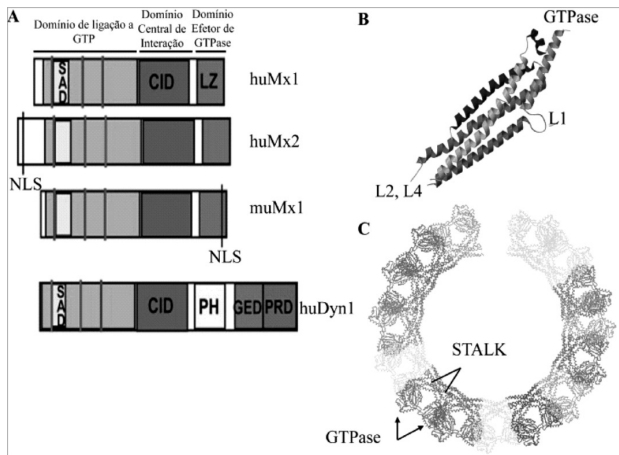 A
Domínio de ligação a
GTP
Domínio
Central de
Interação
Domínio
Efetor de
GTPase
SAD
CID
LZ
huMx1
huMx2
NLS
muMx1
NLS
SAD
CID
PH
GED
PRD
huDyn1
B
GTPase
L1
L2, L4
C
STALK
GTPase